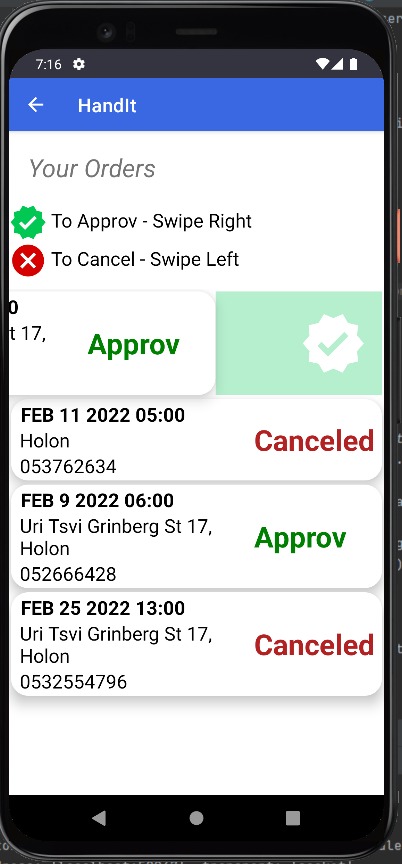 7:16
HandIt
Your Orders
To Approv - Swipe Right
To Cancel - Swipe Left
0
t 17,
Approv
FEB 11 2022 05:00
Holon
053762634
Canceled
FEB 9 2022 06:00
Uri Tsvi Grinberg St 17,
Holon
052666428
Approv
FEB 25 2022 13:00
Uri Tsvi Grinberg St 17,
Holon
0532554796
Canceled